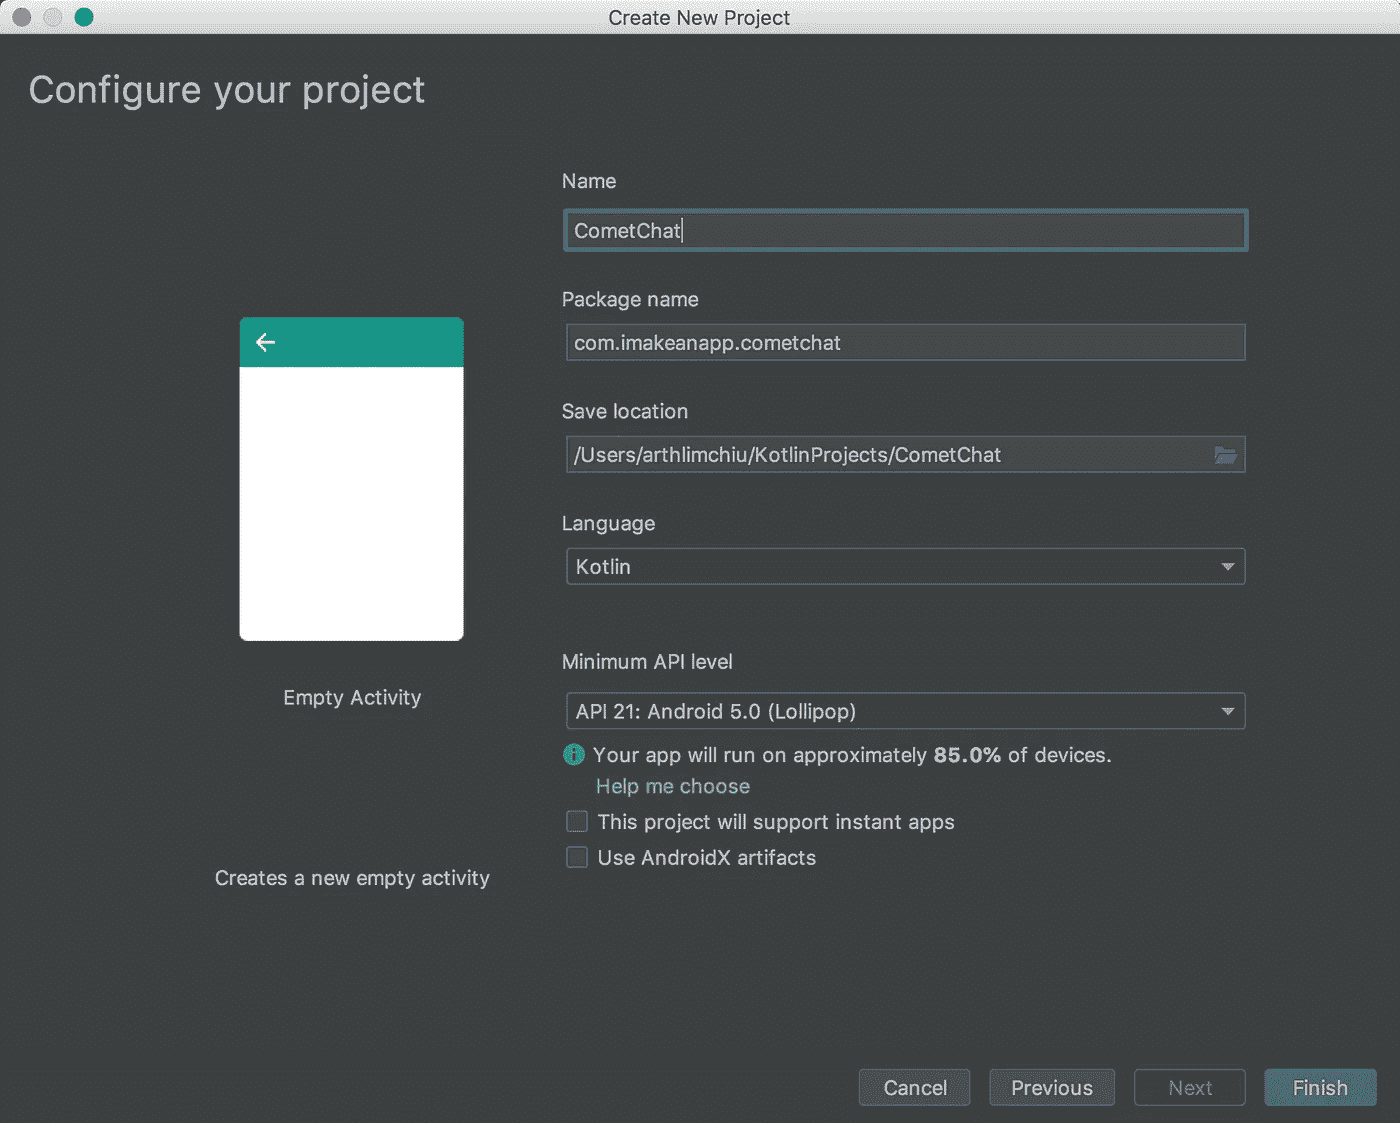 Create New Project
Configure your project
Name
CometChat
Package name
com.imakeanapp.cometchat
Save location
/Users/arthlimchiu/KotlinProjects/CometChat
Language
Kotlin
Minimum API level
API 21: Android 5.0 (Lollipop)
Your app will run on approximately 85.0% of devices.
Help me choose
This project will support instant apps
Use AndroidX artifacts
Empty Activity
Creates a new empty activity
Cancel
Previous
Next
Finish